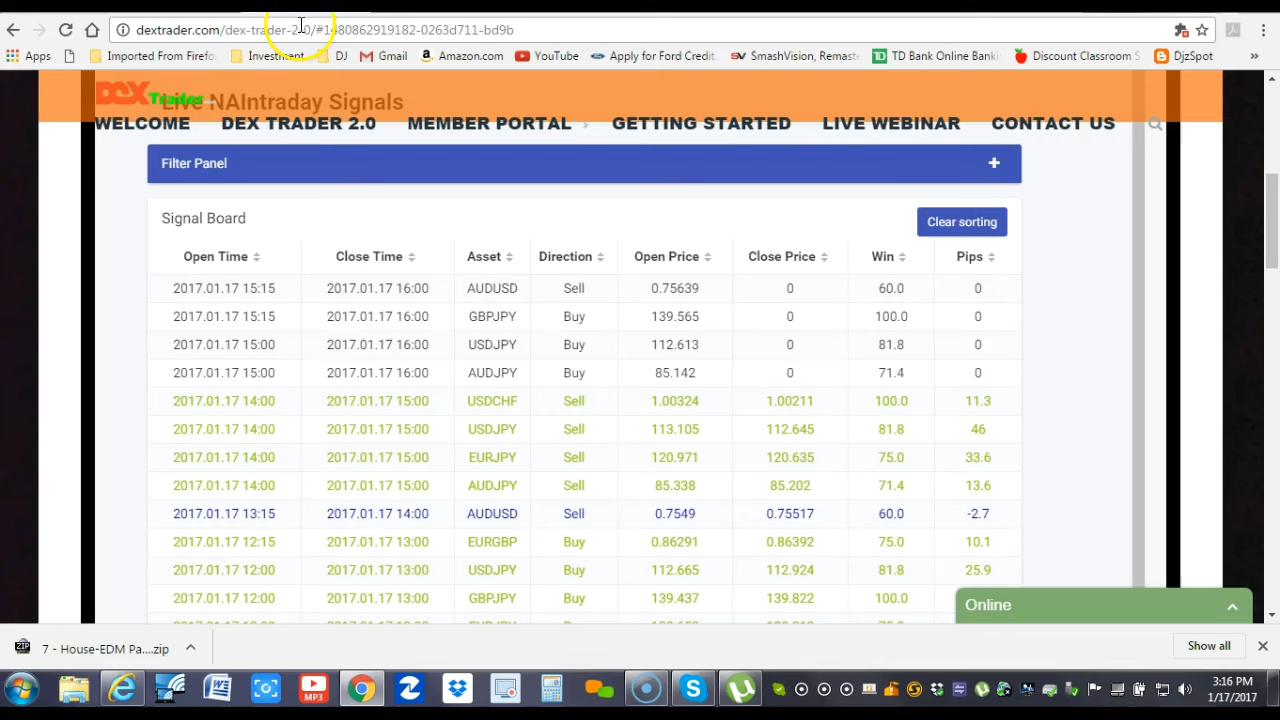 dextrader.com/dex-trader-2.0/#1480862919182-0263d711-bd9b
Apps Imported From Firefo Investment DJ Gmail Amazon.com YouTube Apply for Ford Credit, SmashVision, Remaste TD Bank Online Banki Discount Classroom S DjzSpot »
DEX Trader
Live NAIntraday Signals
WELCOME DEX TRADER 2.0 MEMBER PORTAL GETTING STARTED LIVE WEBINAR CONTACT US
Filter Panel +
Signal Board Clear sorting
Open Time Close Time Asset Direction Open Price Close Price Win Pips
2017.01.17 15:15 2017.01.17 16:00 AUDUSD Sell 0.75639 0 60.0 0
2017.01.17 15:15 2017.01.17 16:00 GBPJPY Buy 139.565 0 100.0 0
2017.01.17 15:00 2017.01.17 16:00 USDJPY Buy 112.613 0 81.8 0
2017.01.17 15:00 2017.01.17 16:00 AUDJPY Buy 85.142 0 71.4 0
2017.01.17 14:00 2017.01.17 15:00 USDCHF Sell 1.00324 1.00211 100.0 11.3
2017.01.17 14:00 2017.01.17 15:00 USDJPY Sell 113.105 112.645 81.8 46
2017.01.17 14:00 2017.01.17 15:00 EURJPY Sell 120.971 120.635 75.0 33.6
2017.01.17 14:00 2017.01.17 15:00 AUDJPY Sell 85.338 85.202 71.4 13.6
2017.01.17 13:15 2017.01.17 14:00 AUDUSD Sell 0.7549 0.75517 60.0 -2.7
2017.01.17 12:15 2017.01.17 13:00 EURGBP Buy 0.86291 0.86392 75.0 10.1
2017.01.17 12:00 2017.01.17 13:00 USDJPY Buy 112.665 112.924 81.8 25.9
2017.01.17 12:00 2017.01.17 13:00 GBPJPY Buy 139.437 139.822 100.0
Online
7 - House-EDM Pa....zip Show all
ZIP
W MP3 Z S
3:16 PM
1/17/2017